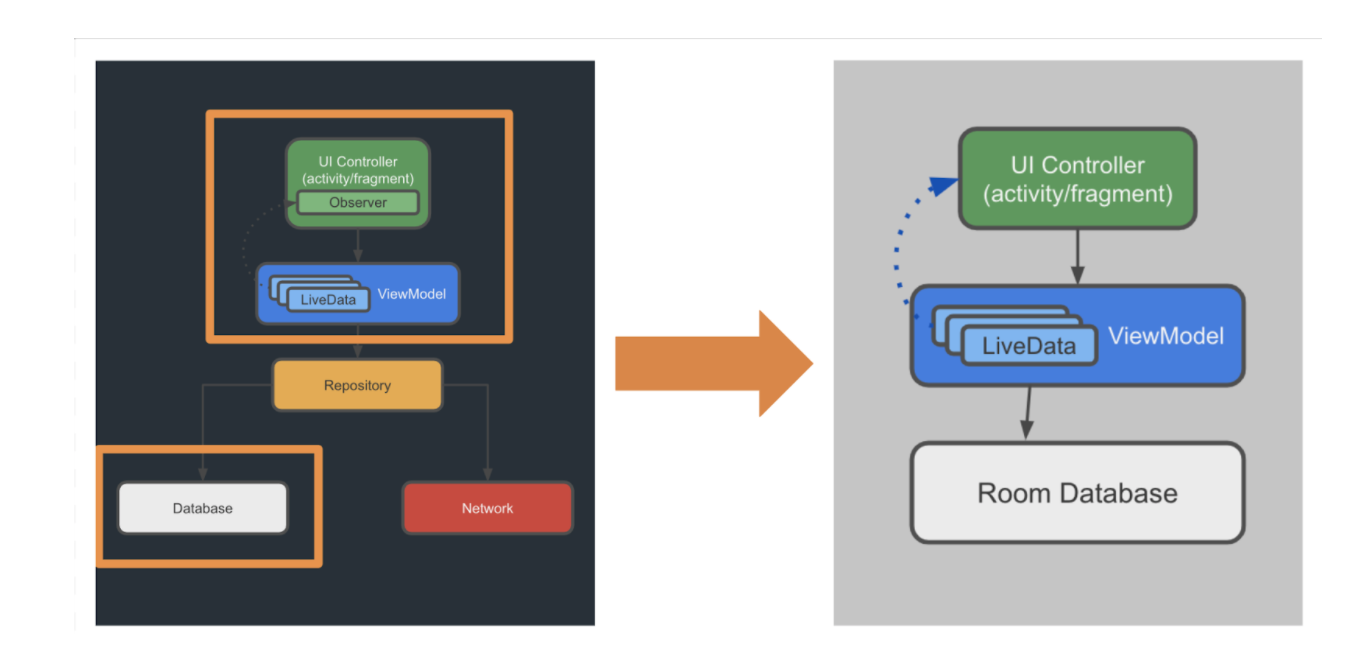 UI Controller
(activity/fragment)
Observer
LiveData
ViewModel
Repository
Database
Network
UI Controller
(activity/fragment)
LiveData
ViewModel
Room Database